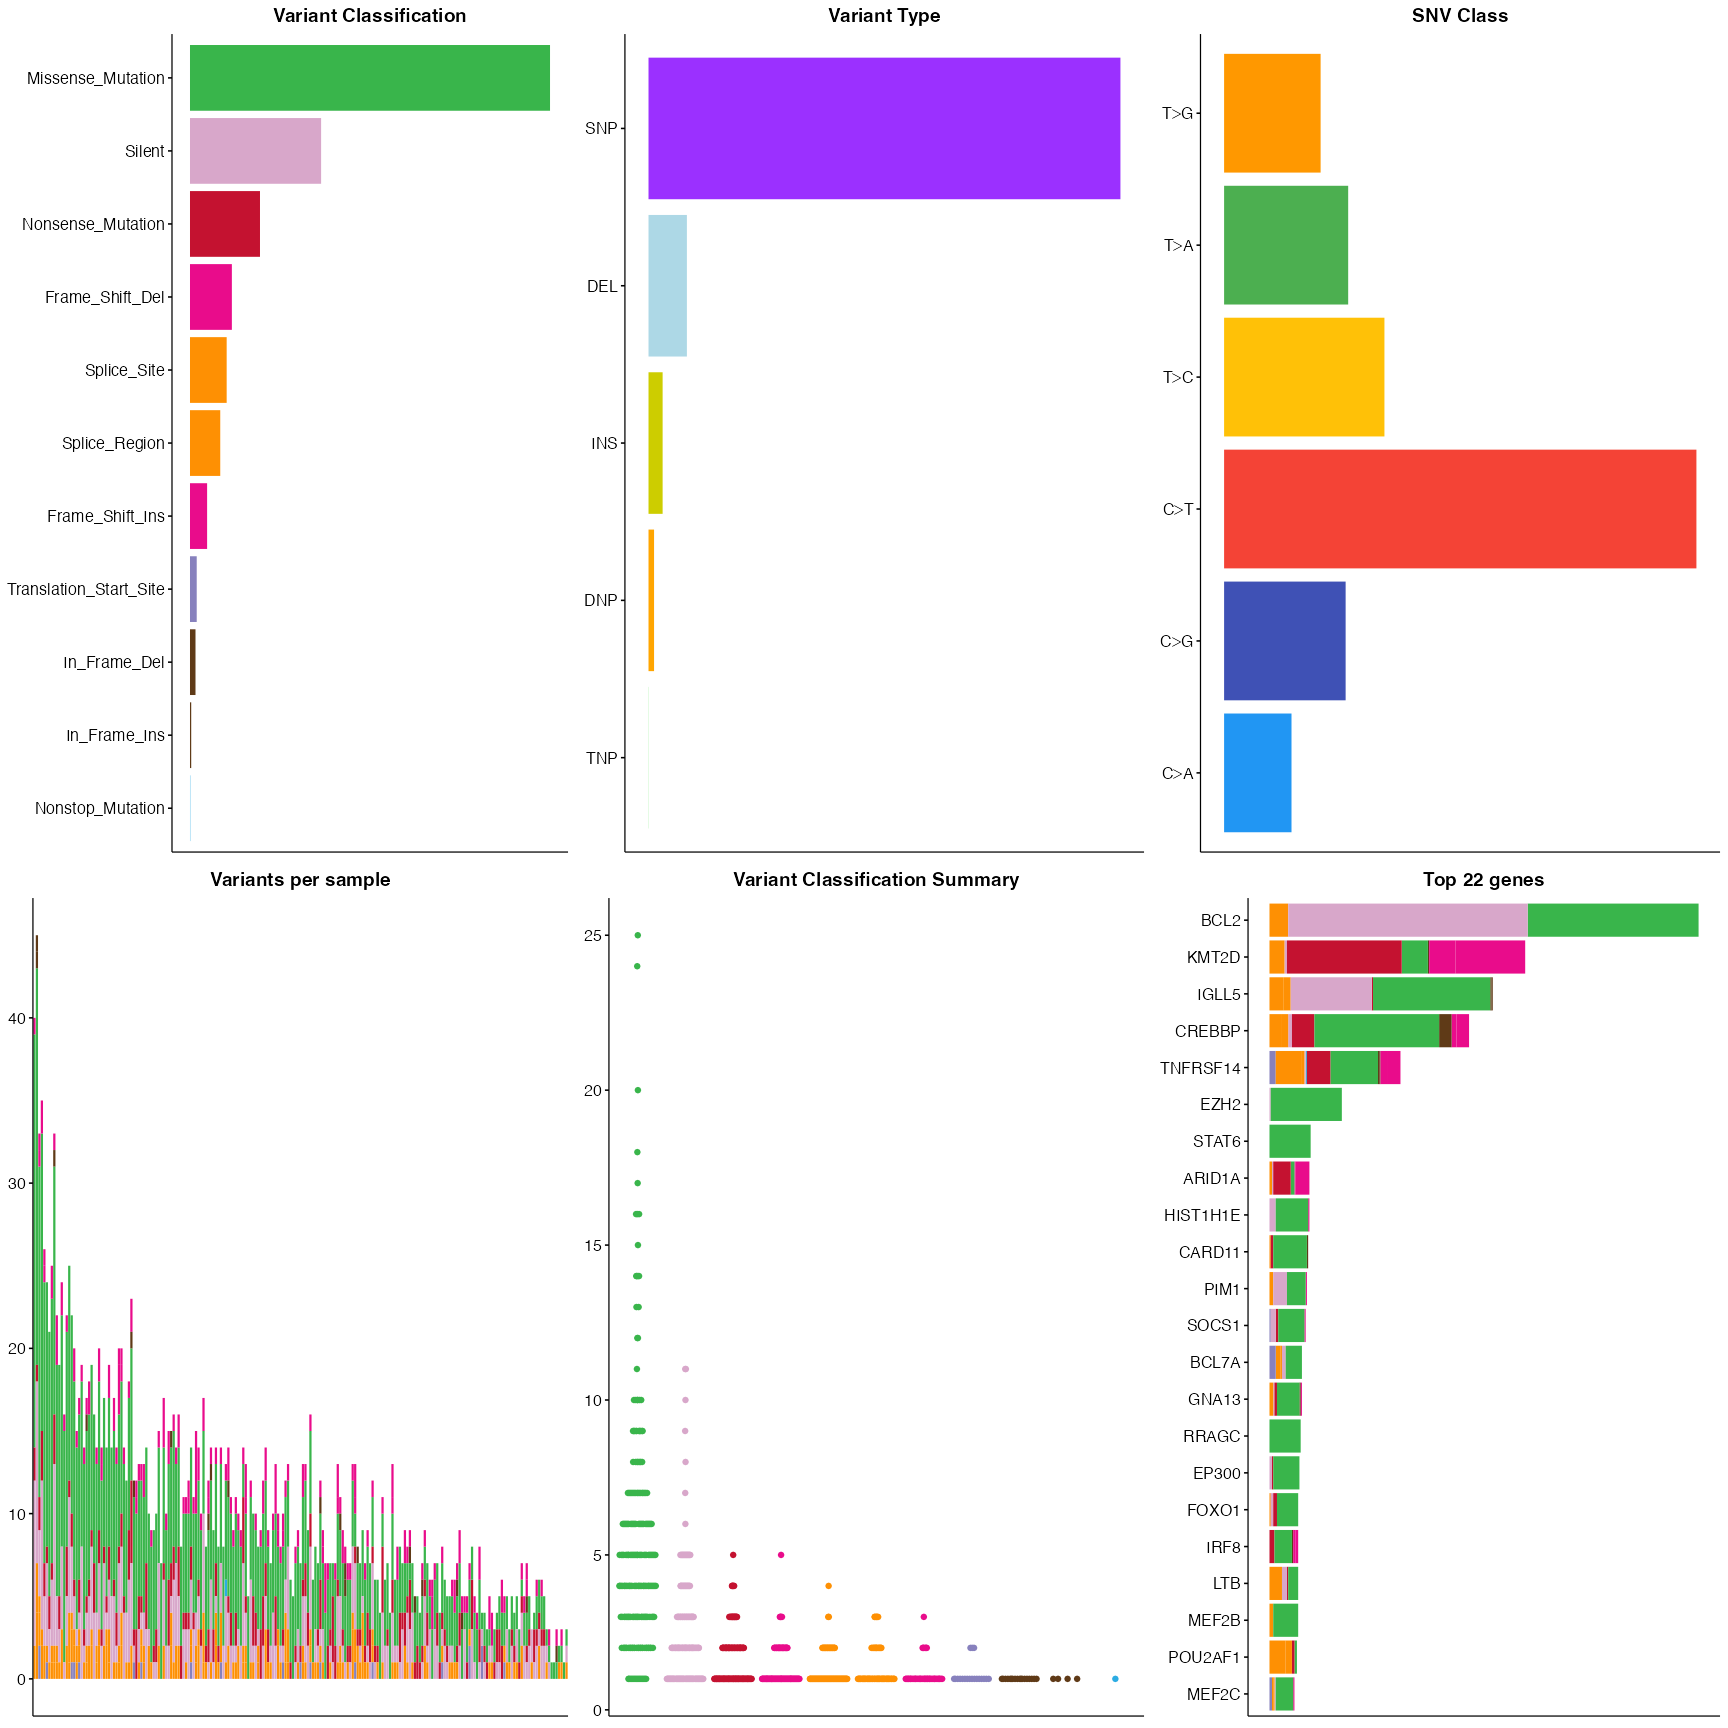 Variant Classification
Missense_Mutation
Silent
Nonsense_Mutation
Frame_Shift_Del
Splice_Site
Splice_Region
Frame_Shift_Ins
Translation_Start_Site
In_Frame_Del
In_Frame_Ins
Nonstop_Mutation
Variant Type
SNP
DEL
INS
DNP
TNP
SNV Class
T>G
T>A
T>C
C>T
C>G
C>A
Variants per sample
40
30
20
10
0
Variant Classification Summary
25
20
15
10
5
0
Top 22 genes
BCL2
KMT2D
IGLL5
CREBBP
TNFRSF14
EZH2
STAT6
ARID1A
HIST1H1E
CARD11
PIM1
SOCS1
BCL7A
GNA13
RRAGC
EP300
FOXO1
IRF8
LTB
MEF2B
POU2AF1
MEF2C